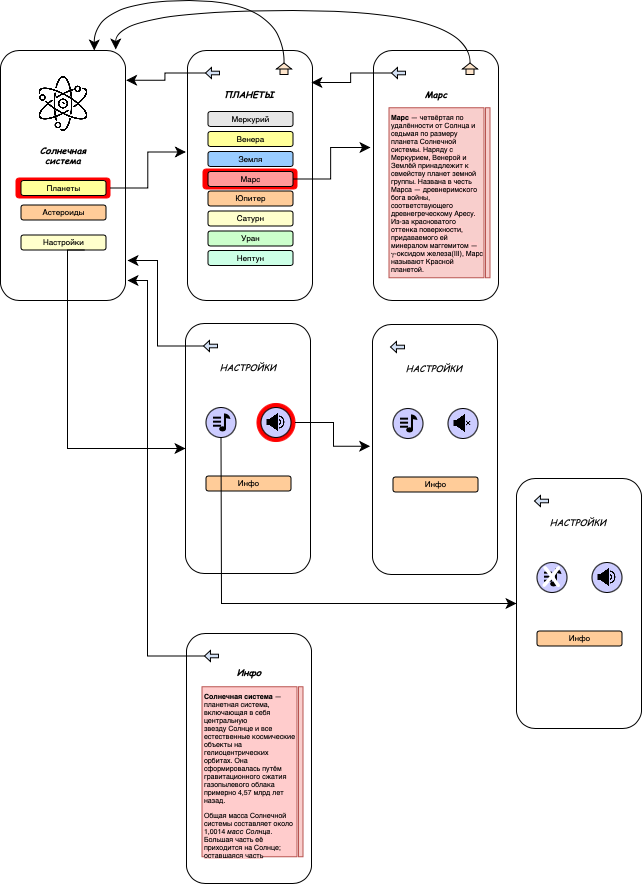 Солнечная
система
Планеты
Астероиды
Настройки
ПЛАНЕТЫ
Меркурий
Венера
Земля
Марс
Юпитер
Сатурн
Уран
Нептун
Марс
Марс — четвёртая по
удалённости от Солнца и
седьмая по размеру
планета Солнечной
системы. Наряду с
Меркурием, Венерой и
Землёй принадлежит к
семейству планет земной
группы. Названа в честь
Марса — древнеримского
бога войны,
соответствующего
древнегреческому Аресу.
Из-за красноватого
оттенка поверхности,
придаваемого ей
минералом маггемитом —
γ-оксидом железа(III), Марс
называют Красной
планетой.
НАСТРОЙКИ
Инфо
НАСТРОЙКИ
Инфо
НАСТРОЙКИ
Инфо
Инфо
Солнечная система —
планетная система,
включающая в себя
центральную
звезду Солнце и все
естественные космические
объекты на
гелиоцентрических
орбитах. Она
сформировалась путём
гравитационного сжатия
газопылевого облака
примерно 4,57 млрд лет
назад.
Общая масса Солнечной
системы составляет около
1,0014 масс Солнца.
Большая часть её
приходится на Солнце;
оставшаяся часть